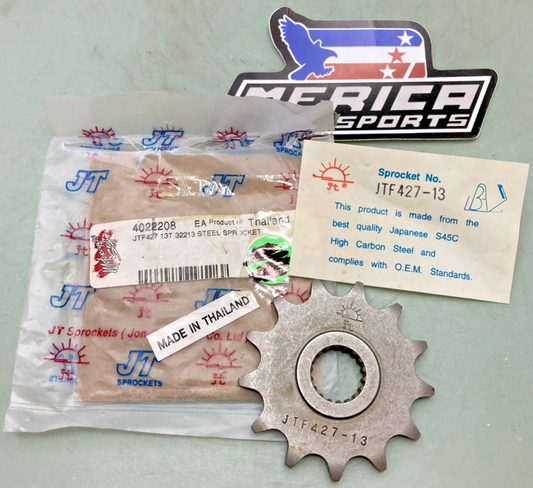 MERICA
SPORTS
JT
SPROCKETS
JT
4022208 EA Product Thailand
JTF427 13T 32213 STEEL SPROCKET
MADE IN THAILAND
JT Sprockets (Jom
Co. Ltd
JT
SPROCKETS
jt
Sprocket No.
JTF427-13
This product is made from the
best quality Japanese S45C
High Carbon Steel and
complies with O.E.M. Standards.
jt
JTF427-13